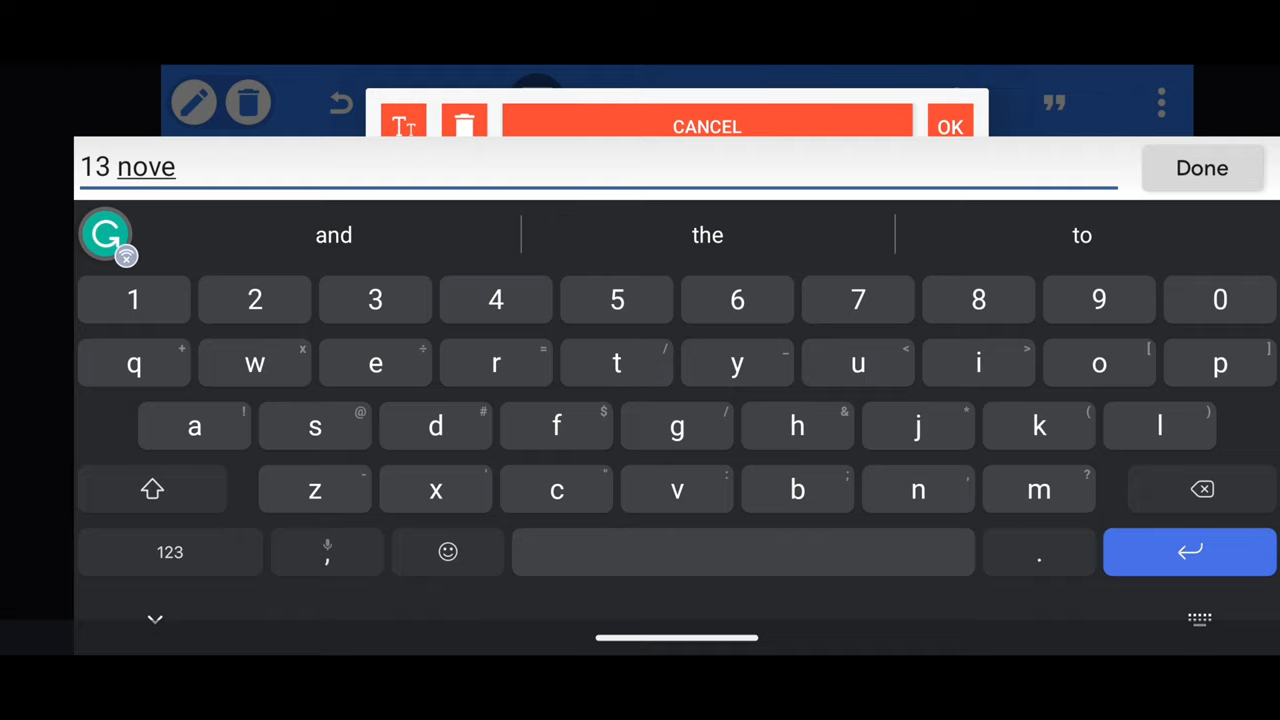 Tт CANCEL OK
13 nove Done
and the to
1 2 3 4 5 6 7 8 9 0
q + w x e ÷ r = t / y _ u < i > o [ p ]
a ! s @ d # f $ g / h & j * k ( l )
z - x ' c " v : b ; n , m ?
123 , .